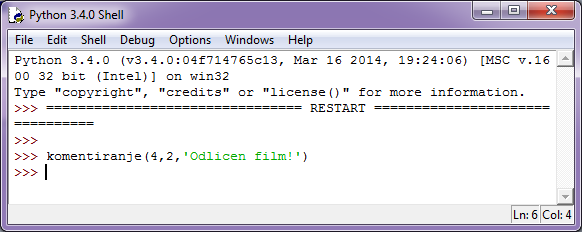 Python 3.4.0 Shell
File Edit Shell Debug Options Windows Help
Python 3.4.0 (v3.4.0:04f714765c13, Mar 16 2014, 19:24:06) [MSC v.16
00 32 bit (Intel)] on win32
Type "copyright", "credits" or "license()" for more information.
>>> ================================ RESTART ======================
==========
>>>
>>> komentiranje(4,2,'Odlicen film!')
>>>
Ln: 6 Col: 4